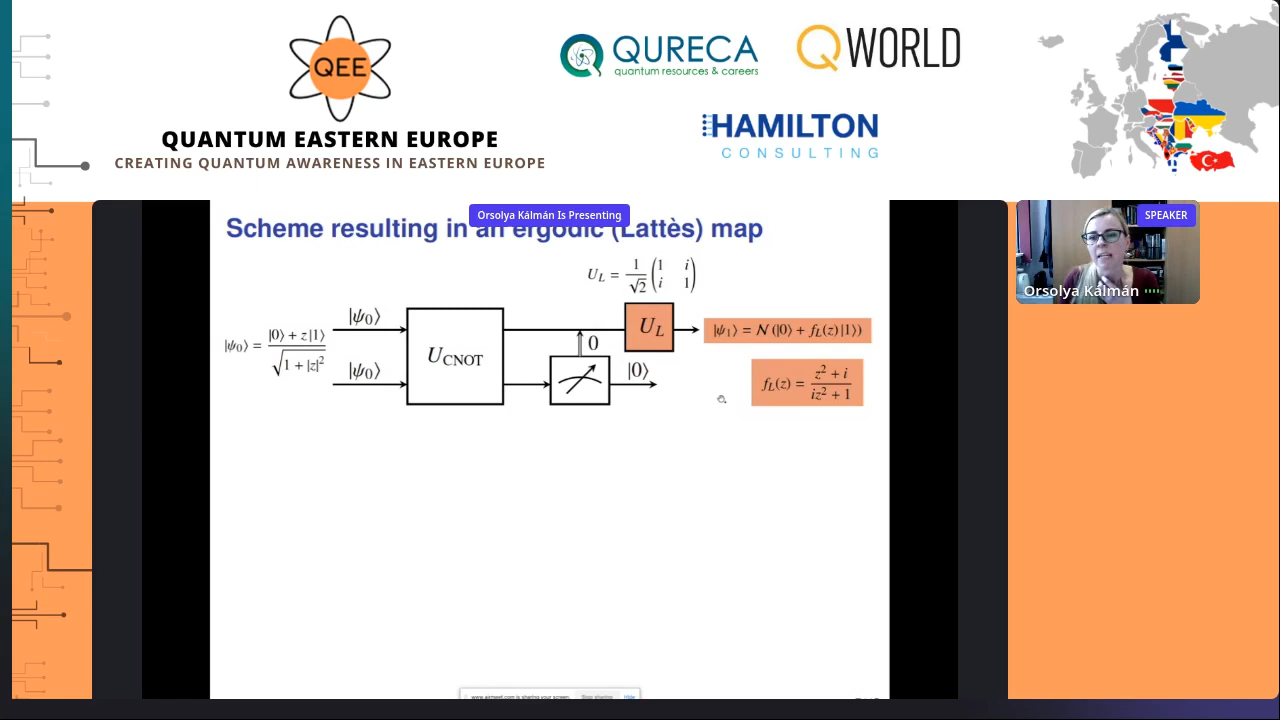 QEE
QUANTUM EASTERN EUROPE
CREATING QUANTUM AWARENESS IN EASTERN EUROPE
QURECA
quantum resources & careers
QWORLD
HAMILTON
CONSULTING
Orsolya Kálmán Is Presenting
SPEAKER
Orsolya Kálmán
Scheme resulting in an ergodic (Lattès) map
U_L = 1/√2 (1 i
i 1)
|ψ₀⟩ = (|0⟩ + z|1⟩)/√(1 + |z|²)
|ψ₀⟩
|ψ₀⟩
U_CNOT
0
U_L
|0⟩
|ψ₁⟩ = N(|0⟩ + f_L(z)|1⟩)
f_L(z) = (z² + i)/(iz² + 1)
www.airmeet.com is sharing your screen.
Stop sharing
Hide